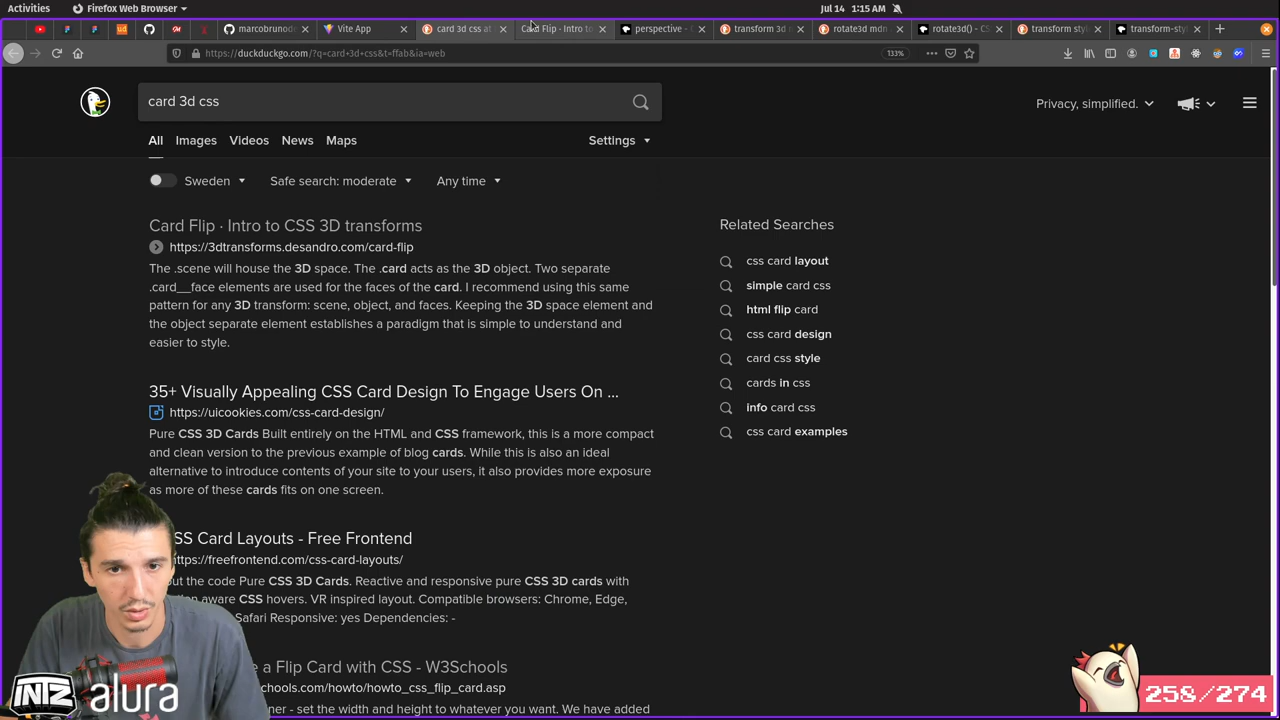 Activities
Firefox Web Browser
Jul 14 1:15 AM
marcobrunod
Vite App
card 3d css at
Card Flip · Intro to
perspective - C
transform 3d
rotate3d mdn
rotate3d() - CS
transform style
transform-styl
https://duckduckgo.com/?q=card+3d+css&t=ffab&ia=web
133%
card 3d css
Privacy, simplified.
All
Images
Videos
News
Maps
Settings
Sweden
Safe search: moderate
Any time
Card Flip · Intro to CSS 3D transforms
https://3dtransforms.desandro.com/card-flip
The .scene will house the 3D space. The .card acts as the 3D object. Two separate
.card__face elements are used for the faces of the card. I recommend using this same
pattern for any 3D transform: scene, object, and faces. Keeping the 3D space element and
the object separate element establishes a paradigm that is simple to understand and
easier to style.
35+ Visually Appealing CSS Card Design To Engage Users On ...
https://uicookies.com/css-card-design/
Pure CSS 3D Cards Built entirely on the HTML and CSS framework, this is a more compact
and clean version to the previous example of blog cards. While this is also an ideal
alternative to introduce contents of your site to your users, it also provides more exposure
as more of these cards fits on one screen.
CSS Card Layouts - Free Frontend
https://freefrontend.com/css-card-layouts/
the code Pure CSS 3D Cards. Reactive and responsive pure CSS 3D cards with
aware CSS hovers. VR inspired layout. Compatible browsers: Chrome, Edge,
Safari Responsive: yes Dependencies: -
a Flip Card with CSS - W3Schools
chools.com/howto/howto_css_flip_card.asp
- set the width and height to whatever you want. We have added
Related Searches
css card layout
simple card css
html flip card
css card design
card css style
cards in css
info card css
css card examples
INTZ alura
258/274